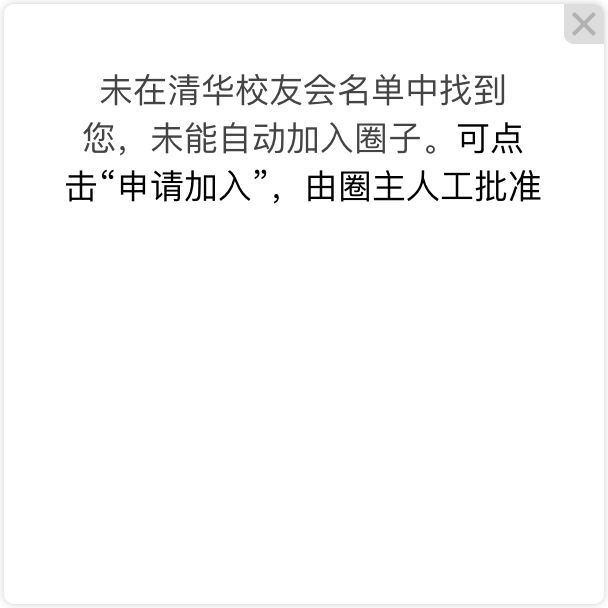 未在清华校友会名单中找到
您，未能自动加入圈子。可点
击“申请加入”，由圈主人工批准